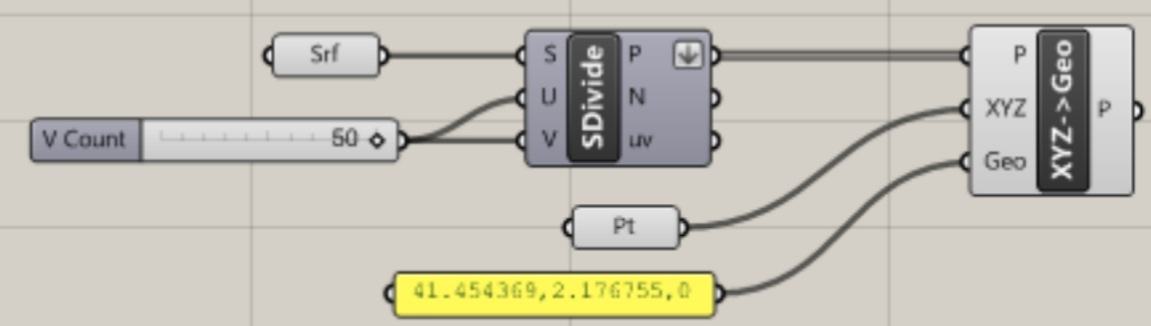 Srf
V Count
50
S
U
V
SDivide
P
N
uv
Pt
41.454369,2.176755,0
P
XYZ
Geo
XYZ->Geo
P